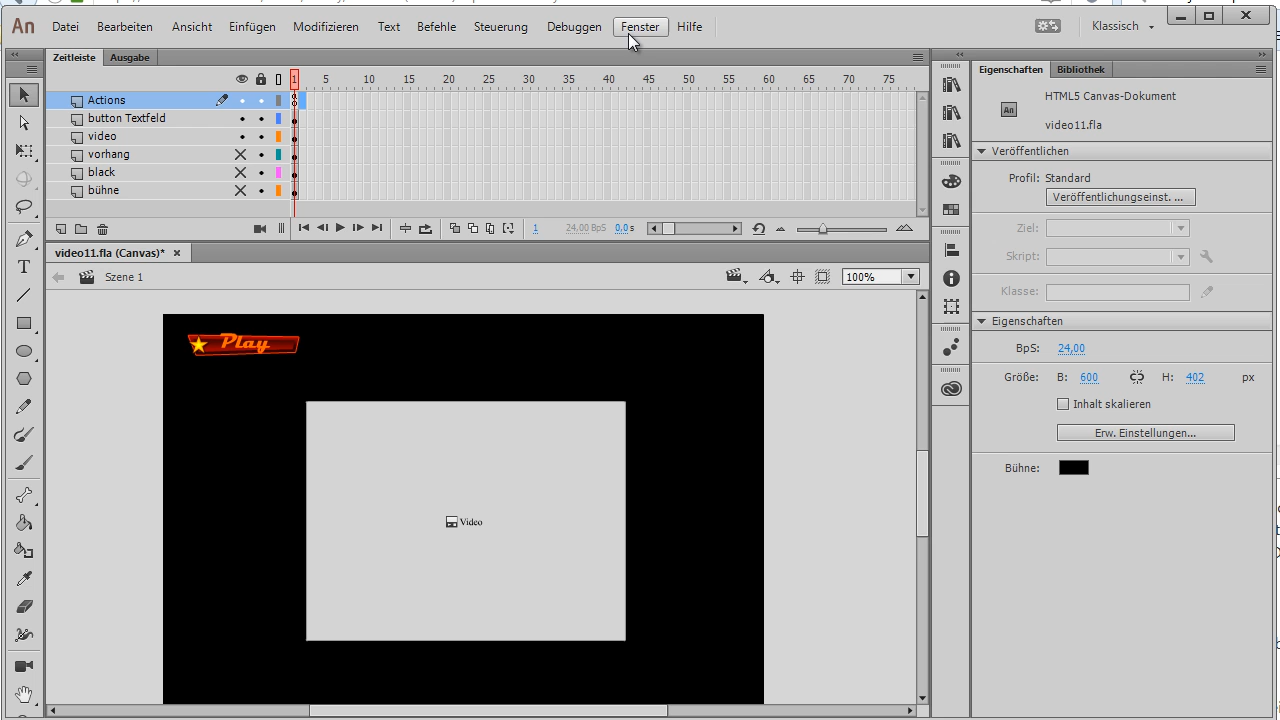 An Datei Bearbeiten Ansicht Einfügen Modifizieren Text Befehle Steuerung Debuggen Fenster Hilfe Klassisch
Zeitleiste Ausgabe
1 5 10 15 20 25 30 35 40 45 50 55 60 65 70 75
Actions
button Textfeld
video
vorhang
black
bühne
1 24,00 BpS 0.0 s
video11.fla (Canvas)*
Szene 1 100%
Play
Video
Eigenschaften Bibliothek
HTML5 Canvas-Dokument
An
video11.fla
Veröffentlichen
Profil: Standard
Veröffentlichungseinst. ...
Ziel:
Skript:
Klasse:
Eigenschaften
BpS: 24,00
Größe: B: 600 H: 402 px
Inhalt skalieren
Erw. Einstellungen...
Bühne: